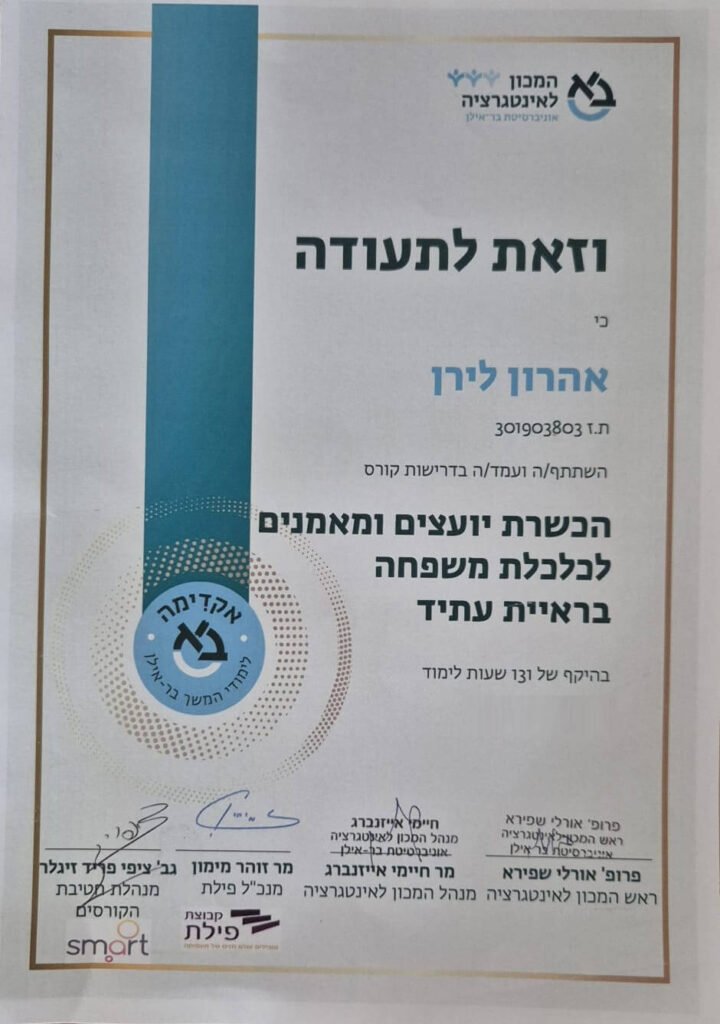 המכון
לאינטגרציה
אוניברסיטת בר-אילן
בא
וזאת לתעודה
כי
אהרון לירן
ת.ז 301903803
השתתף/ה ועמד/ה בדרישות קורס
הכשרת יועצים ומאמנים
לכלכלת משפחה
בראיית עתיד
בהיקף של 131 שעות לימוד
אקדימה
בא
לימודי המשך בר-אילן
פרופ' אורלי שפירא
ראש המכון לאינטגרציה
אוניברסיטת בר אילן
פרופ' אורלי שפירא
ראש המכון לאינטגרציה
חיימי אייזנברג
מנהל המכון לאינטגרציה
אוניברסיטת בר-אילן
מר חיימי אייזנברג
מנהל המכון לאינטגרציה
מר זוהר מימון
מנכ"ל פילת
קבוצת
פילת
גב' ציפי פריד זיגלר
מנהלת חטיבת
הקורסים
smart